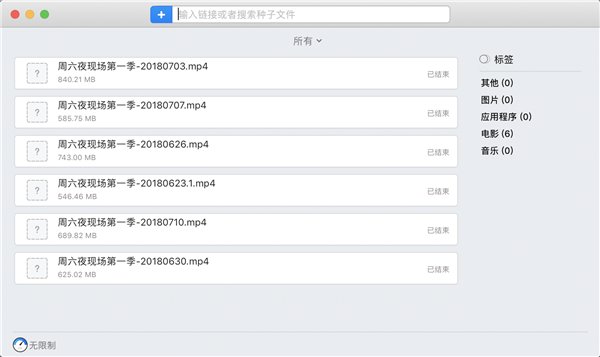 输入链接或者搜索种子文件
所有
周六夜现场第一季-20180703.mp4
840.21 MB
已结束
周六夜现场第一季-20180707.mp4
585.75 MB
已结束
周六夜现场第一季-20180626.mp4
743.00 MB
已结束
周六夜现场第一季-20180623.1.mp4
546.46 MB
已结束
周六夜现场第一季-20180710.mp4
689.82 MB
已结束
周六夜现场第一季-20180630.mp4
625.02 MB
已结束
标签
其他 (0)
图片 (0)
应用程序 (0)
电影 (6)
音乐 (0)
无限制